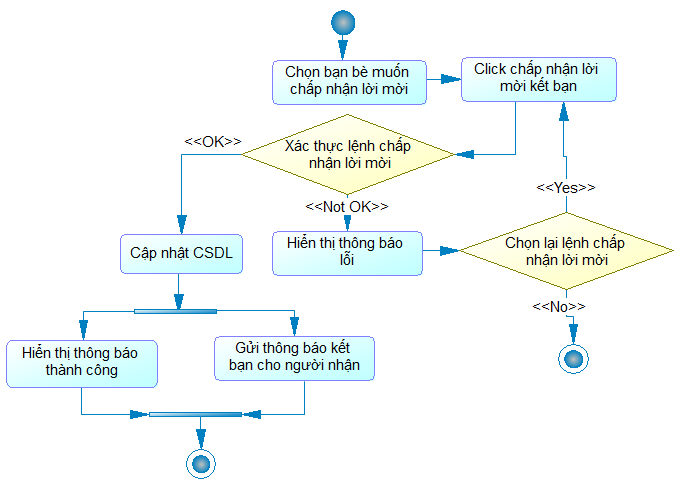 Chọn bạn bè muốn
chấp nhận lời mời
Click chấp nhận lời
mời kết bạn
<<OK>>
Xác thực lệnh chấp
nhận lời mời
<<Yes>>
<<Not OK>>
Cập nhật CSDL
Hiển thị thông báo
lỗi
Chọn lại lệnh chấp
nhận lời mời
<<No>>
Hiển thị thông báo
thành công
Gửi thông báo kết
bạn cho người nhận